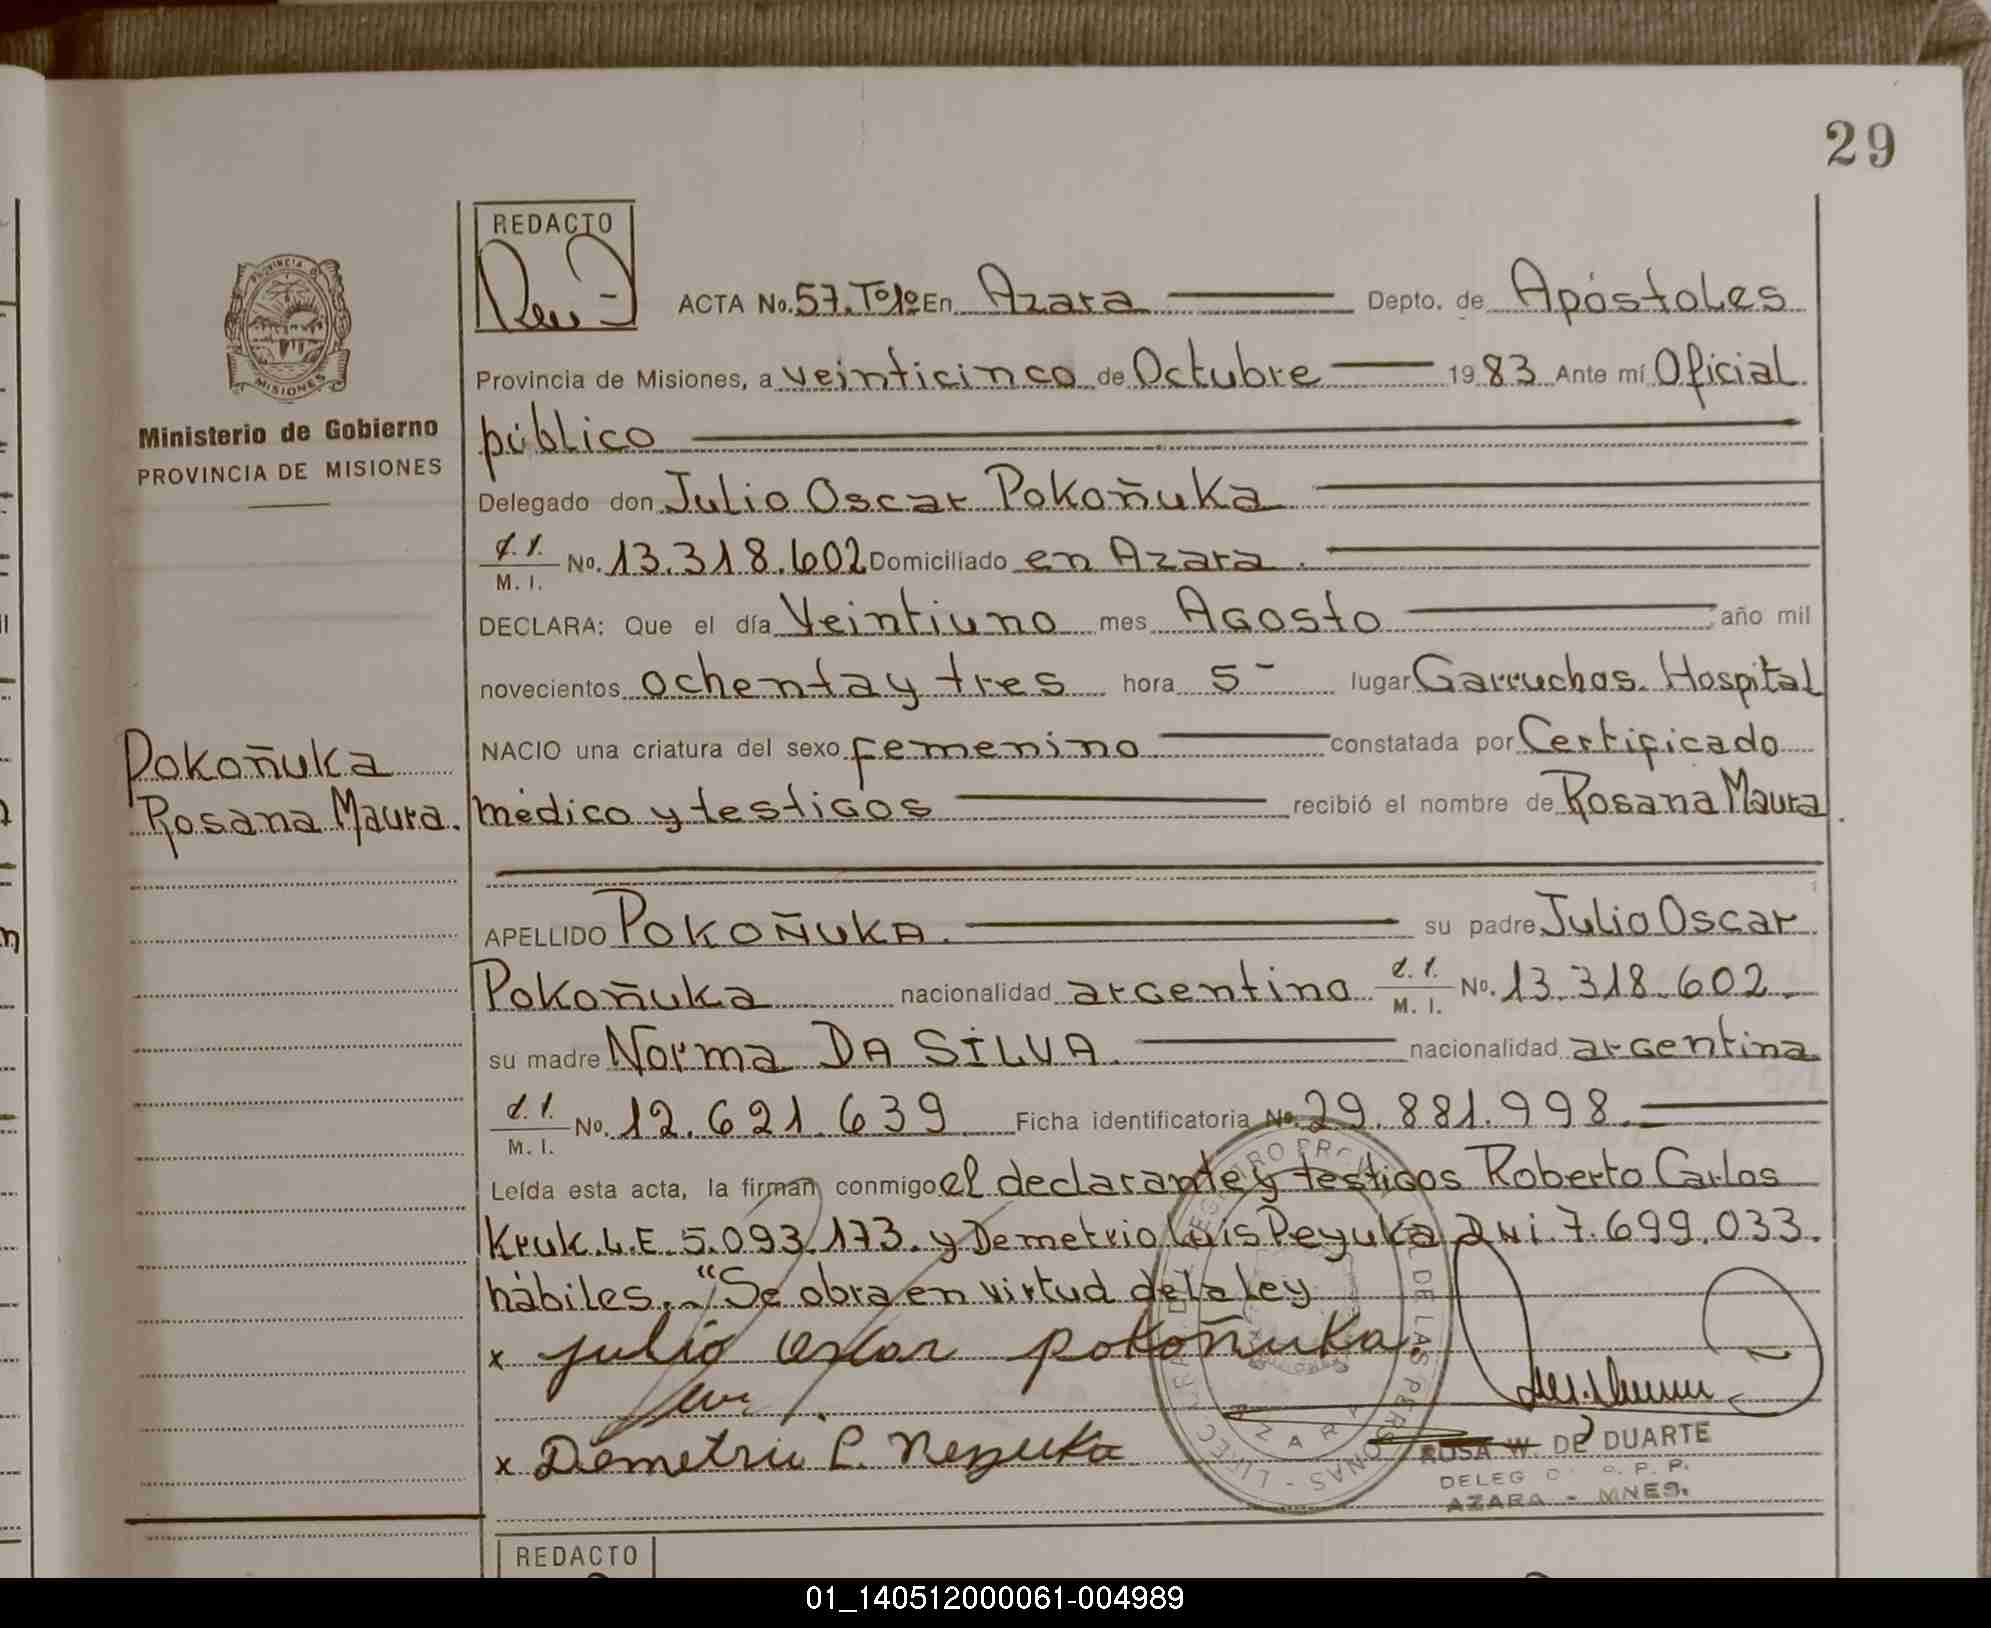 29
REDACTO
ACTA No. 57. Tº1º En Azara Depto. de Apóstoles
Provincia de Misiones, a veinticinco de Octubre 1983 Ante mí Oficial
público
Ministerio de Gobierno
PROVINCIA DE MISIONES
Delegado don Julio Oscar Pokoñuka
M. I. No. 13.318.602 Domiciliado en Azara.
DECLARA: Que el día Veintiuno mes Agosto año mil
novecientos ochenta y tres hora 5- lugar Garruchos. Hospital
NACIO una criatura del sexo femenino constatada por Certificado
médico y testigos recibió el nombre de Rosana Maura.
Pokoñuka
Rosana Maura.
APELLIDO POKOÑUKA. su padre Julio Oscar
Pokoñuka nacionalidad argentino M. I. No. 13.318.602.
su madre Norma DA SILVA. nacionalidad argentina
M. I. No. 12.621.639 Ficha identificatoria No. 29.881.998.
Leída esta acta, la firman conmigo el declarante y testigos Roberto Carlos
Kruk. L.E. 5.093.173. y Demetrio Luis Peyuka DNI. 7.699.033.
hábiles. "Se obra en virtud de la ley
x Julio Oscar pokoñuka.
x Demetrio L.
AZARA
ROSA W. DE DUARTE
AZARA - MNES.
REDACTO
01_140512000061-004989